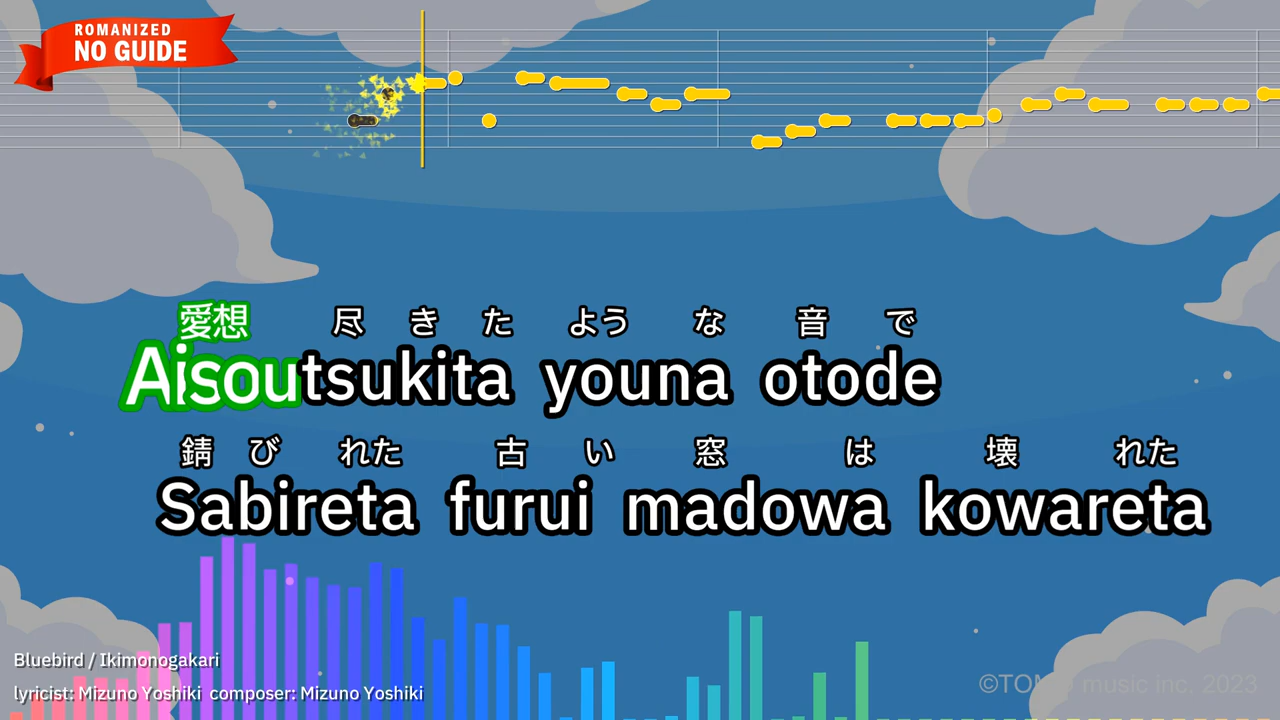 ROMANIZED
NO GUIDE
愛想 尽 き た よう な 音 で
Aisoutsukita youna otode
錆 び れた 古 い 窓 は 壊 れた
Sabireta furui madowa kowareta
Bluebird / Ikimonogakari
lyricist: Mizuno Yoshiki composer: Mizuno Yoshiki
music inc. 2023